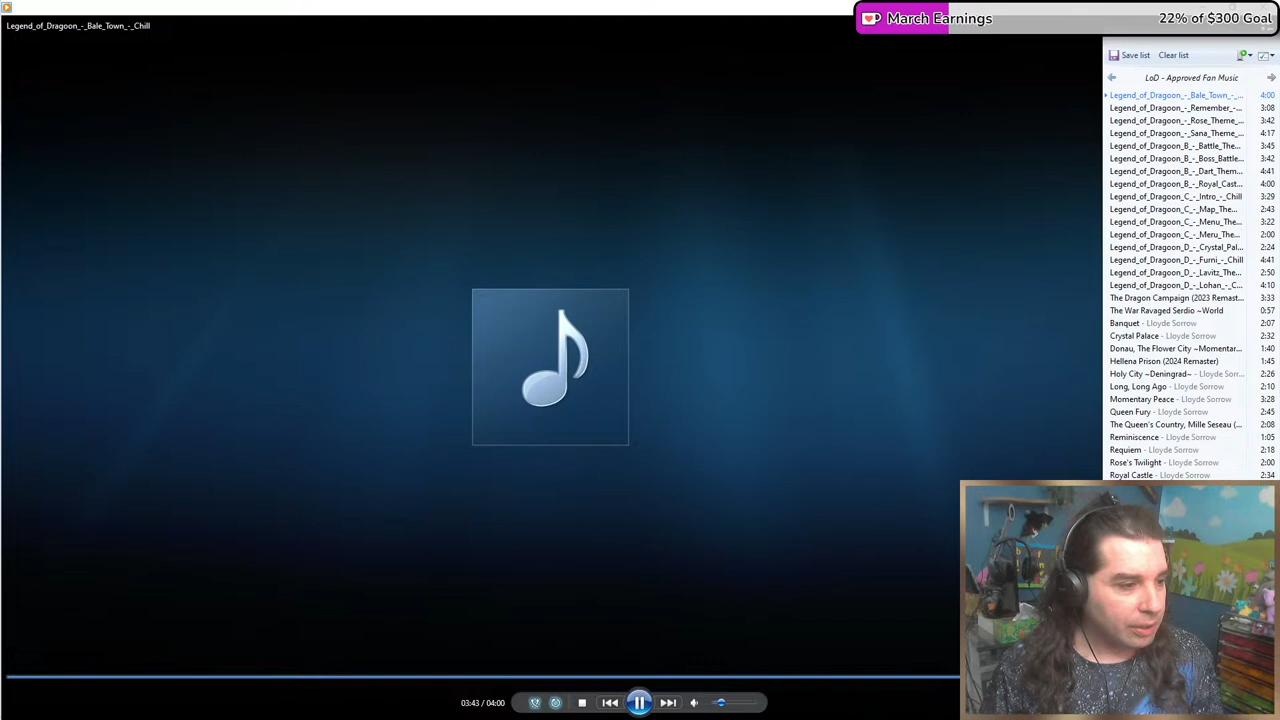 March Earnings 22% of $300 Goal
Legend_of_Dragoon_-_Bale_Town_-_Chill
Save list Clear list
LoD - Approved Fan Music
Legend_of_Dragoon_-_Bale_Town_-_... 4:00
Legend_of_Dragoon_-_Remember_-... 3:08
Legend_of_Dragoon_-_Rose_Theme_... 3:42
Legend_of_Dragoon_-_Sana_Theme_... 4:17
Legend_of_Dragoon_B_-_Battle_The... 3:45
Legend_of_Dragoon_B_-_Boss_Battle... 3:42
Legend_of_Dragoon_B_-_Dart_Them... 4:41
Legend_of_Dragoon_B_-_Royal_Cast... 4:00
Legend_of_Dragoon_C_-_Intro_-_Chill 3:29
Legend_of_Dragoon_C_-_Map_The... 2:43
Legend_of_Dragoon_C_-_Menu_The... 3:22
Legend_of_Dragoon_C_-_Meru_The... 2:00
Legend_of_Dragoon_D_-_Crystal_Pal... 2:24
Legend_of_Dragoon_D_-_Furni_-_Chill 4:41
Legend_of_Dragoon_D_-_Lavitz_The... 2:50
Legend_of_Dragoon_D_-_Lohan_-_C... 4:10
The Dragon Campaign (2023 Remast... 3:33
The War Ravaged Serdio ~World 0:57
Banquet - Lloyde Sorrow 2:07
Crystal Palace - Lloyde Sorrow 2:32
Donau, The Flower City ~Momentar... 1:40
Hellena Prison (2024 Remaster) 1:45
Holy City ~Deningrad~ - Lloyde Sorr... 2:26
Long, Long Ago - Lloyde Sorrow 2:10
Momentary Peace - Lloyde Sorrow 3:28
Queen Fury - Lloyde Sorrow 2:45
The Queen's Country, Mille Seseau (... 2:08
Reminiscence - Lloyde Sorrow 1:05
Requiem - Lloyde Sorrow 2:18
Rose's Twilight - Lloyde Sorrow 2:00
Royal Castle - Lloyde Sorrow 2:34
03:43 / 04:00